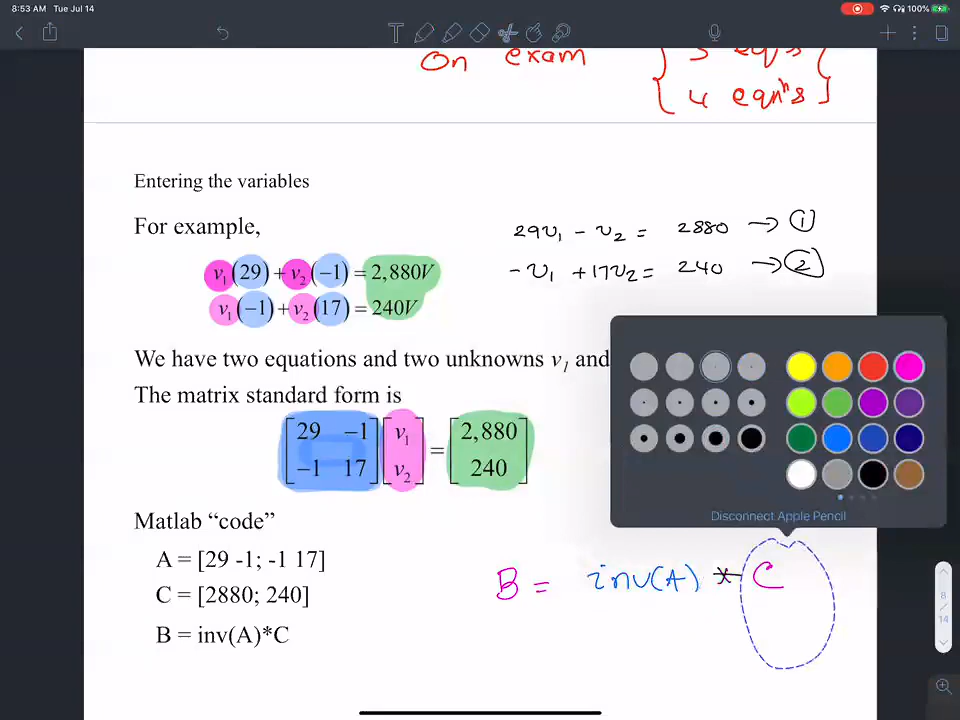 8:53 AM Tue Jul 14
100%
On exam
3 eqn's
4 eqn's
Entering the variables
For example,
v₁(29) + v₂(−1) = 2,880V
v₁(−1) + v₂(17) = 240V
29v₁ − v₂ = 2880 → ①
−v₁ + 17v₂ = 240 → ②
We have two equations and two unknowns v₁ and
The matrix standard form is
[29 −1] [v₁] = [2,880]
[−1 17] [v₂] [240]
Disconnect Apple Pencil
Matlab “code”
A = [29 -1; -1 17]
C = [2880; 240]
B = inv(A)*C
B = inv(A) * C
8
/
14